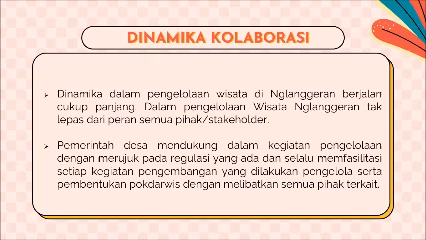 DINAMIKA KOLABORASI
➢ Dinamika dalam pengelolaan wisata di Nglanggeran berjalan
cukup panjang. Dalam pengelolaan Wisata Nglanggeran tak
lepas dari peran semua pihak/stakeholder.
➢ Pemerintah desa mendukung dalam kegiatan pengelolaan
dengan merujuk pada regulasi yang ada dan selalu memfasilitasi
setiap kegiatan pengembangan yang dilakukan pengelola serta
pembentukan pokdarwis dengan melibatkan semua pihak terkait.